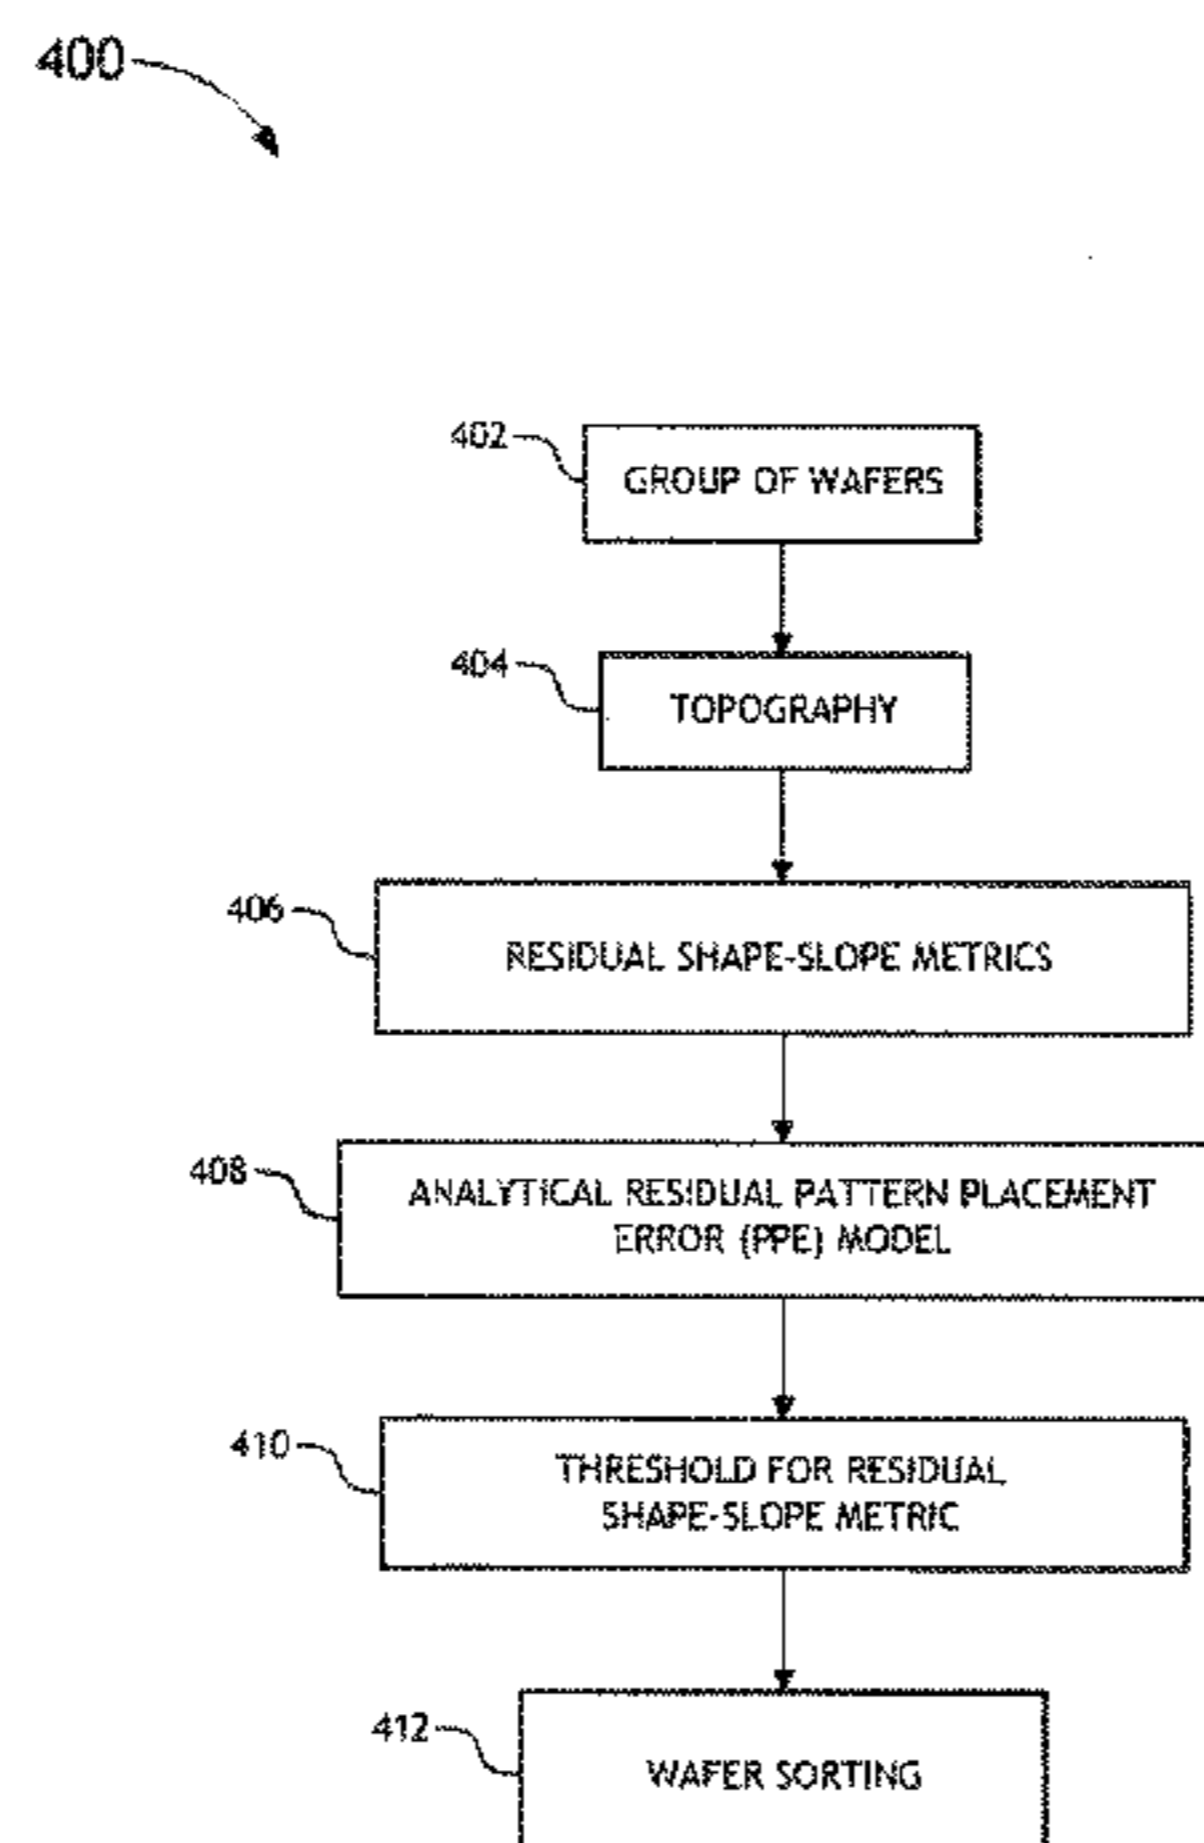 400
402
GROUP OF WAFERS
404
TOPOGRAPHY
406
RESIDUAL SHAPE-SLOPE METRICS
408
ANALYTICAL RESIDUAL PATTERN PLACEMENT
ERROR (PPE) MODEL
410
THRESHOLD FOR RESIDUAL
SHAPE-SLOPE METRIC
412
WAFER SORTING